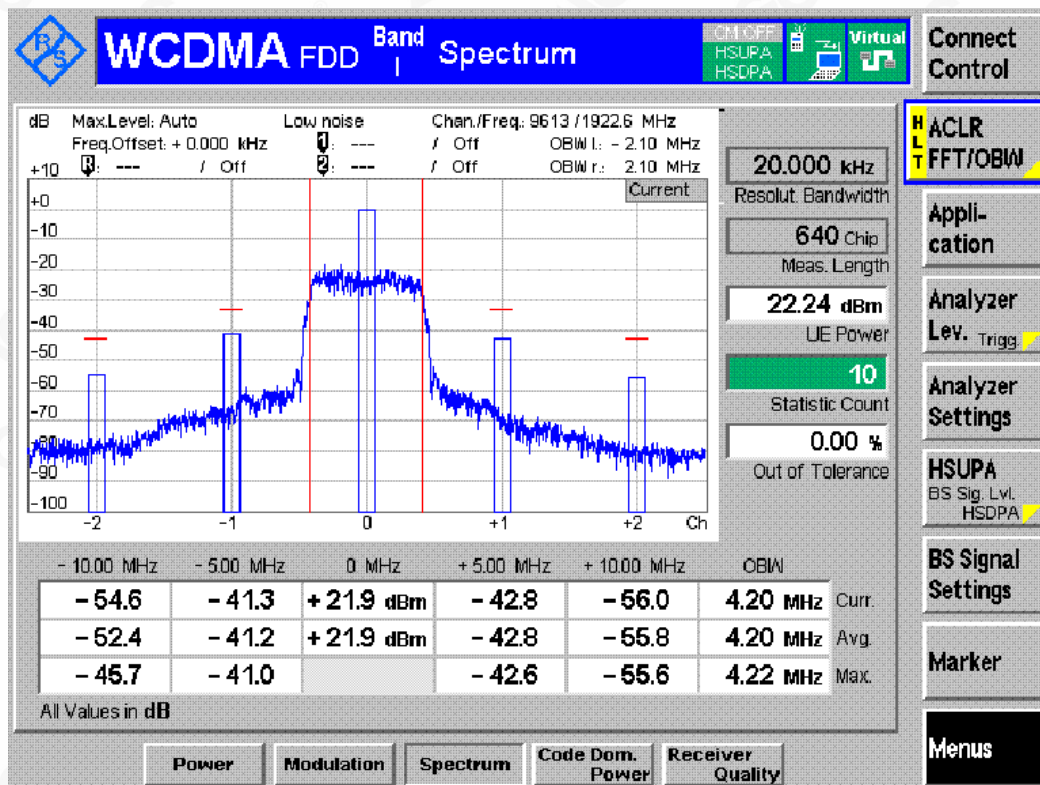 R S
WCDMA FDD Band I Spectrum
CM OFF
HSUPA
HSDPA
Virtual
Connect Control
dB Max.Level: Auto Low noise Chan./Freq.: 9613 /1922.6 MHz
Freq.Offset: + 0.000 kHz 1: --- / Off OBW l.: - 2.10 MHz
R: --- / Off 2: --- / Off OBW r.: 2.10 MHz
Current
+10
+0
-10
-20
-30
-40
-50
-60
-70
-80
-90
-100
-2 -1 0 +1 +2 Ch
20.000 kHz
Resolut. Bandwidth
640 Chip
Meas. Length
22.24 dBm
UE Power
10
Statistic Count
0.00 %
Out of Tolerance
HLT
ACLR
FFT/OBW
Appli-
cation
Analyzer
Lev. Trigg.
Analyzer
Settings
HSUPA
BS Sig. Lvl.
HSDPA
BS Signal
Settings
Marker
Menus
- 10.00 MHz - 5.00 MHz 0 MHz + 5.00 MHz + 10.00 MHz OBW
- 54.6 - 41.3 + 21.9 dBm - 42.8 - 56.0 4.20 MHz Curr.
- 52.4 - 41.2 + 21.9 dBm - 42.8 - 55.8 4.20 MHz Avg.
- 45.7 - 41.0 - 42.6 - 55.6 4.22 MHz Max.
All Values in dB
Power
Modulation
Spectrum
Code Dom.
Power
Receiver
Quality